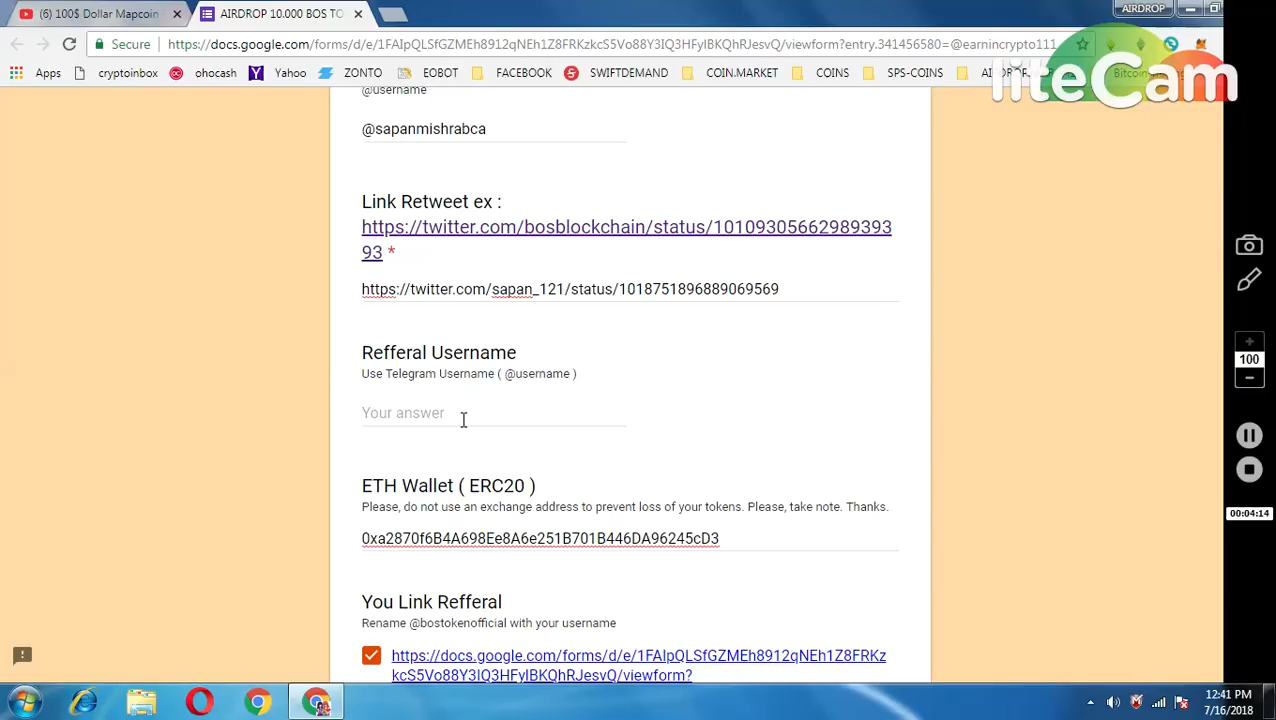 (6) 100$ Dollar Mapcoin
AIRDROP 10.000 BOS TO
AIRDROP
Secure
https://docs.google.com/forms/d/e/1FAIpQLSfGZMEh8912qNEh1Z8FRKzkcS5Vo88Y3IQ3HFyIBKQhRJesvQ/viewform?entry.341456580=@earnincrypto111
Apps
cryptoinbox
ohocash
Yahoo
ZONTO
EOBOT
FACEBOOK
SWIFTDEMAND
COIN.MARKET
COINS
SPS-COINS
liteCam
@username
@sapanmishrabca
Link Retweet ex :
https://twitter.com/bosblockchain/status/10109305662989393
93 *
https://twitter.com/sapan_121/status/1018751896889069569
Refferal Username
Use Telegram Username ( @username )
Your answer
ETH Wallet ( ERC20 )
Please, do not use an exchange address to prevent loss of your tokens. Please, take note. Thanks.
0xa2870f6B4A698Ee8A6e251B701B446DA96245cD3
You Link Refferal
Rename @bostokenofficial with your username
https://docs.google.com/forms/d/e/1FAIpQLSfGZMEh8912qNEh1Z8FRKz
kcS5Vo88Y3IQ3HFyIBKQhRJesvQ/viewform?
100
00:04:14
12:41 PM
7/16/2018